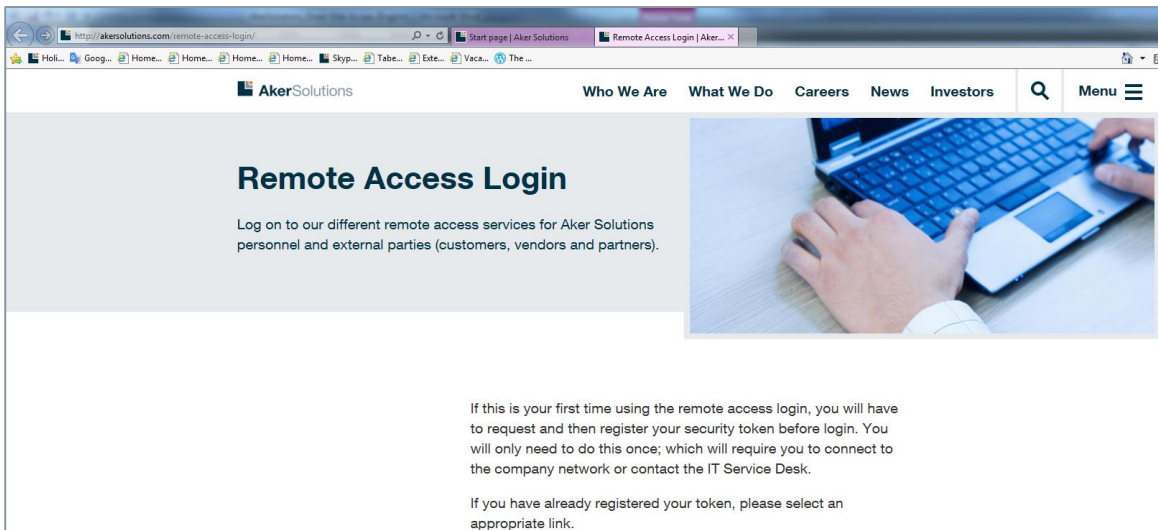 http://akersolutions.com/remote-access-login/
Start page | Aker Solutions
Remote Access Login | Aker...
Holi... Goog... Home... Home... Home... Home... Skyp... Tabe... Exte... Vaca... The ...
AkerSolutions
Who We Are What We Do Careers News Investors Menu
Remote Access Login
Log on to our different remote access services for Aker Solutions
personnel and external parties (customers, vendors and partners).
If this is your first time using the remote access login, you will have
to request and then register your security token before login. You
will only need to do this once; which will require you to connect to
the company network or contact the IT Service Desk.
If you have already registered your token, please select an
appropriate link.